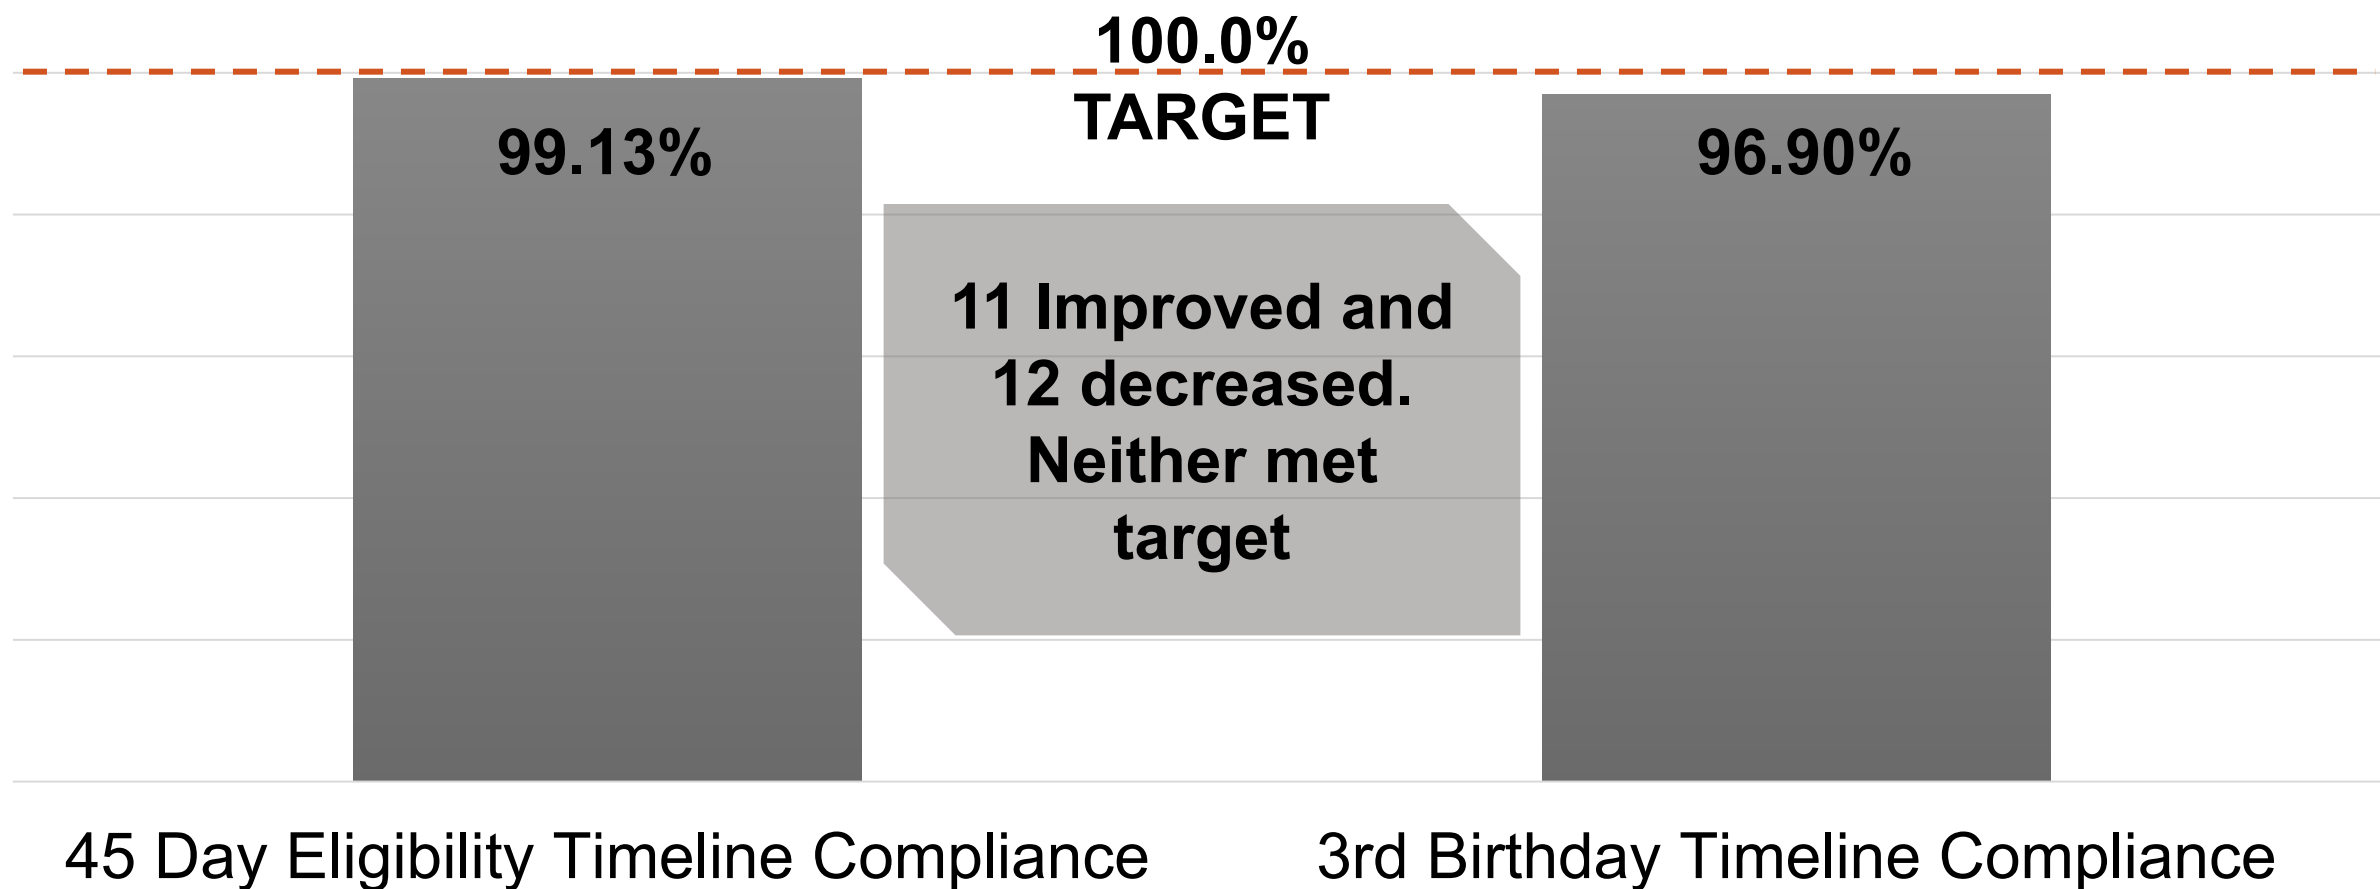 100.0%
TARGET
99.13%
96.90%
11 Improved and
12 decreased.
Neither met
target
45 Day Eligibility Timeline Compliance
3rd Birthday Timeline Compliance